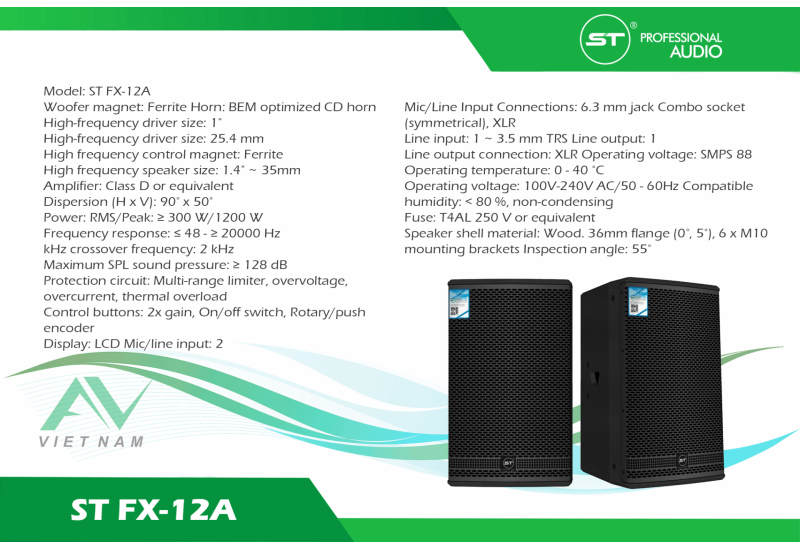 ST ® PROFESSIONAL
AUDIO
Model: ST FX-12A
Woofer magnet: Ferrite Horn: BEM optimized CD horn
High-frequency driver size: 1"
High-frequency driver size: 25.4 mm
High frequency control magnet: Ferrite
High frequency speaker size: 1.4" ~ 35mm
Amplifier: Class D or equivalent
Dispersion (H x V): 90° x 50°
Power: RMS/Peak: ≥ 300 W/1200 W
Frequency response: ≤ 48 - ≥ 20000 Hz
kHz crossover frequency: 2 kHz
Maximum SPL sound pressure: ≥ 128 dB
Protection circuit: Multi-range limiter, overvoltage,
overcurrent, thermal overload
Control buttons: 2x gain, On/off switch, Rotary/push
encoder
Display: LCD Mic/line input: 2
Mic/Line Input Connections: 6.3 mm jack Combo socket
(symmetrical), XLR
Line input: 1 ~ 3.5 mm TRS Line output: 1
Line output connection: XLR Operating voltage: SMPS 88
Operating temperature: 0 - 40 °C
Operating voltage: 100V-240V AC/50 - 60Hz Compatible
humidity: < 80 %, non-condensing
Fuse: T4AL 250 V or equivalent
Speaker shell material: Wood. 36mm flange (0°, 5°), 6 x M10
mounting brackets Inspection angle: 55°
AV
VIET NAM
ST
ST
ST FX-12A